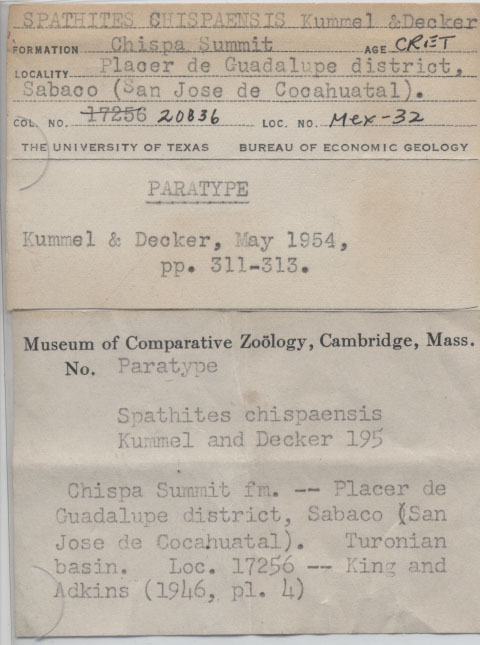 SPATHITES CHISPAENSIS Kummel & Decker
FORMATION Chispa Summit AGE CRET
LOCALITY Placer de Guadalupe district,
Sabaco (San Jose de Cocahuatal).
COL. NO. 17256 20836 LOC. NO. Mex-32
THE UNIVERSITY OF TEXAS BUREAU OF ECONOMIC GEOLOGY
PARATYPE
Kummel & Decker, May 1954,
pp. 311-313.
Museum of Comparative Zoölogy, Cambridge, Mass.
No. Paratype
Spathites chispaensis
Kummel and Decker 195
Chispa Summit fm. -- Placer de
Guadalupe district, Sabaco (San
Jose de Cocahuatal). Turonian
basin. Loc. 17256 -- King and
Adkins (1946, pl. 4)